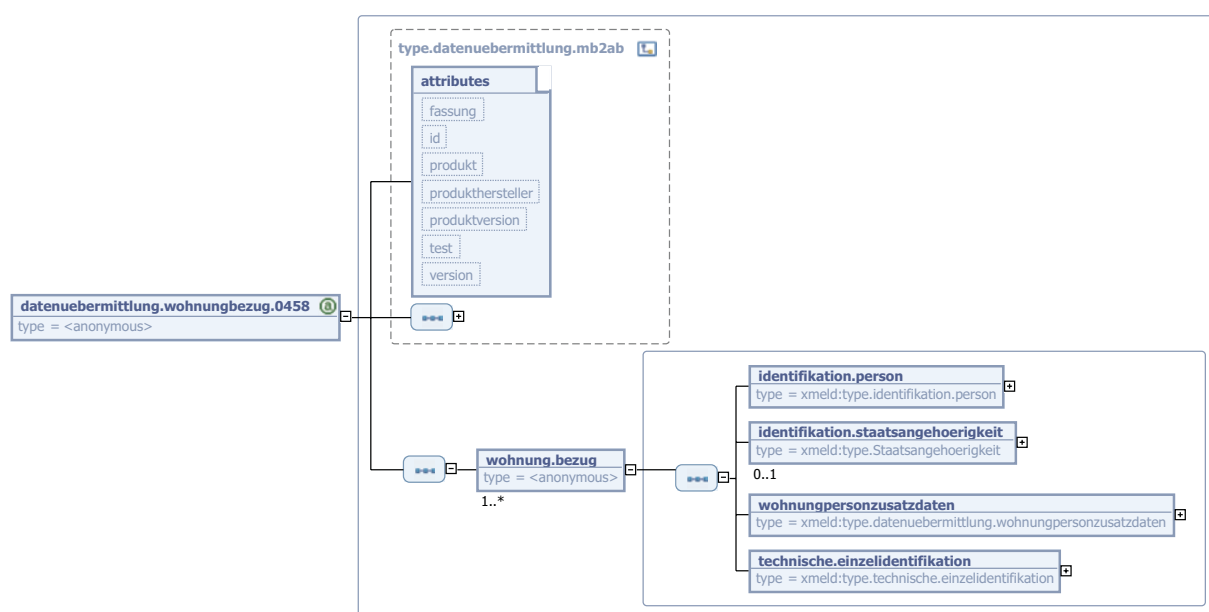 type.datenuebermittlung.mb2ab
attributes
fassung
id
produkt
produkthersteller
produktversion
test
version
datenuebermittlung.wohnungbezug.0458 a
type = <anonymous>
wohnung.bezug
type = <anonymous>
1..*
identifikation.person
type = xmeld:type.identifikation.person
identifikation.staatsangehoerigkeit
type = xmeld:type.Staatsangehoerigkeit
0..1
wohnungpersonzusatzdaten
type = xmeld:type.datenuebermittlung.wohnungpersonzusatzdaten
technische.einzelidentifikation
type = xmeld:type.technische.einzelidentifikation